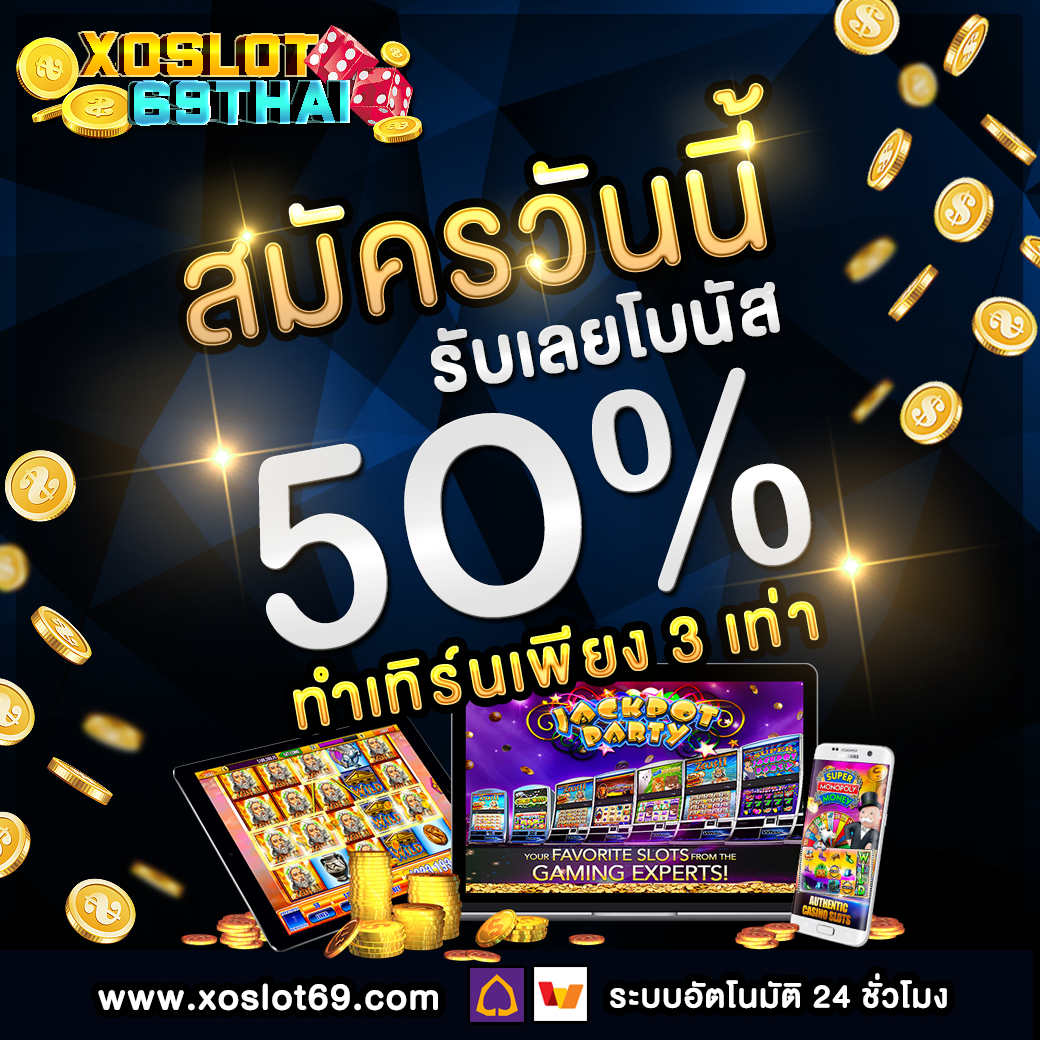 XOSLOT
69THAI
สมัครวันนี้
รับเลยโบนัส
50%
ทำเทิร์นเพียง 3 เท่า
JACKPOT
PARTY
YOUR FAVORITE SLOTS FROM THE
GAMING EXPERTS!
SUPER
MONOPOLY
MONEY
WILD
AUTHENTIC
CASINO SLOTS
www.xoslot69.com
ระบบอัตโนมัติ 24 ชั่วโมง